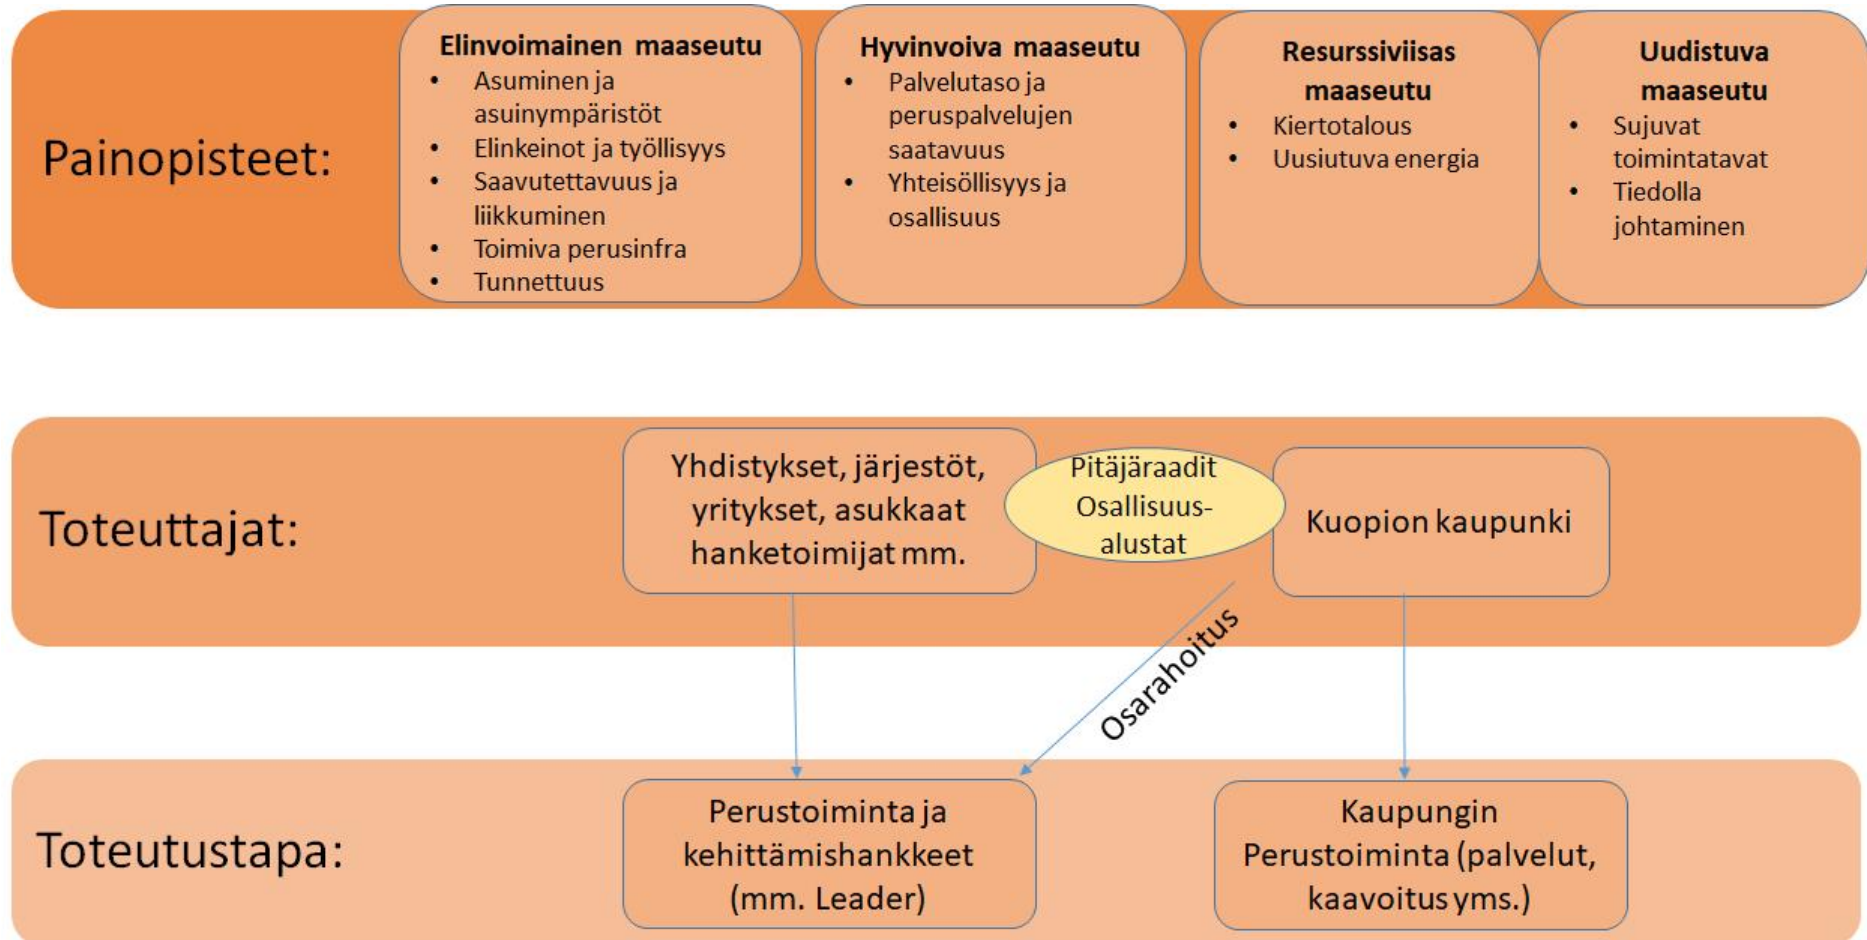 Painopisteet:
Elinvoimainen maaseutu
• Asuminen ja
asuinympäristöt
• Elinkeinot ja työllisyys
• Saavutettavuus ja
liikkuminen
• Toimiva perusinfra
• Tunnettuus
Hyvinvoiva maaseutu
• Palvelutaso ja
peruspalvelujen
saatavuus
• Yhteisöllisyys ja
osallisuus
Resurssiviisas
maaseutu
• Kiertotalous
• Uusiutuva energia
Uudistuva
maaseutu
• Sujuvat
toimintatavat
• Tiedolla
johtaminen
Toteuttajat:
Yhdistykset, järjestöt,
yritykset, asukkaat
hanketoimijat mm.
Pitäjäraadit
Osallisuus-
alustat
Kuopion kaupunki
Osarahoitus
Toteutustapa:
Perustoiminta ja
kehittämishankkeet
(mm. Leader)
Kaupungin
Perustoiminta (palvelut,
kaavoitus yms.)